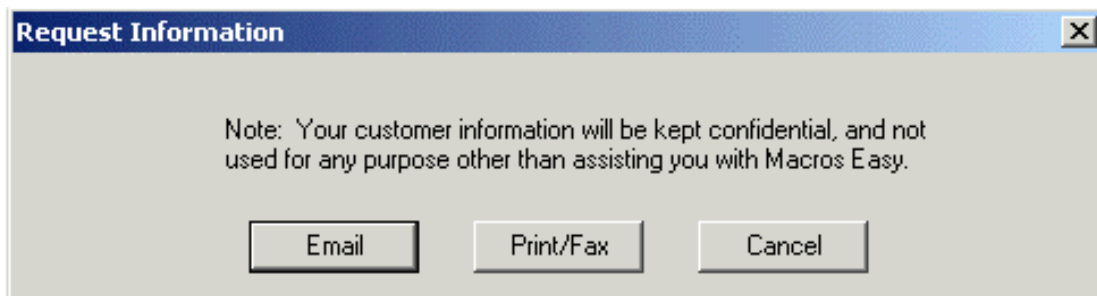 Request Information
Note:  Your customer information will be kept confidential, and not
used for any purpose other than assisting you with Macros Easy.
Email Print/Fax Cancel